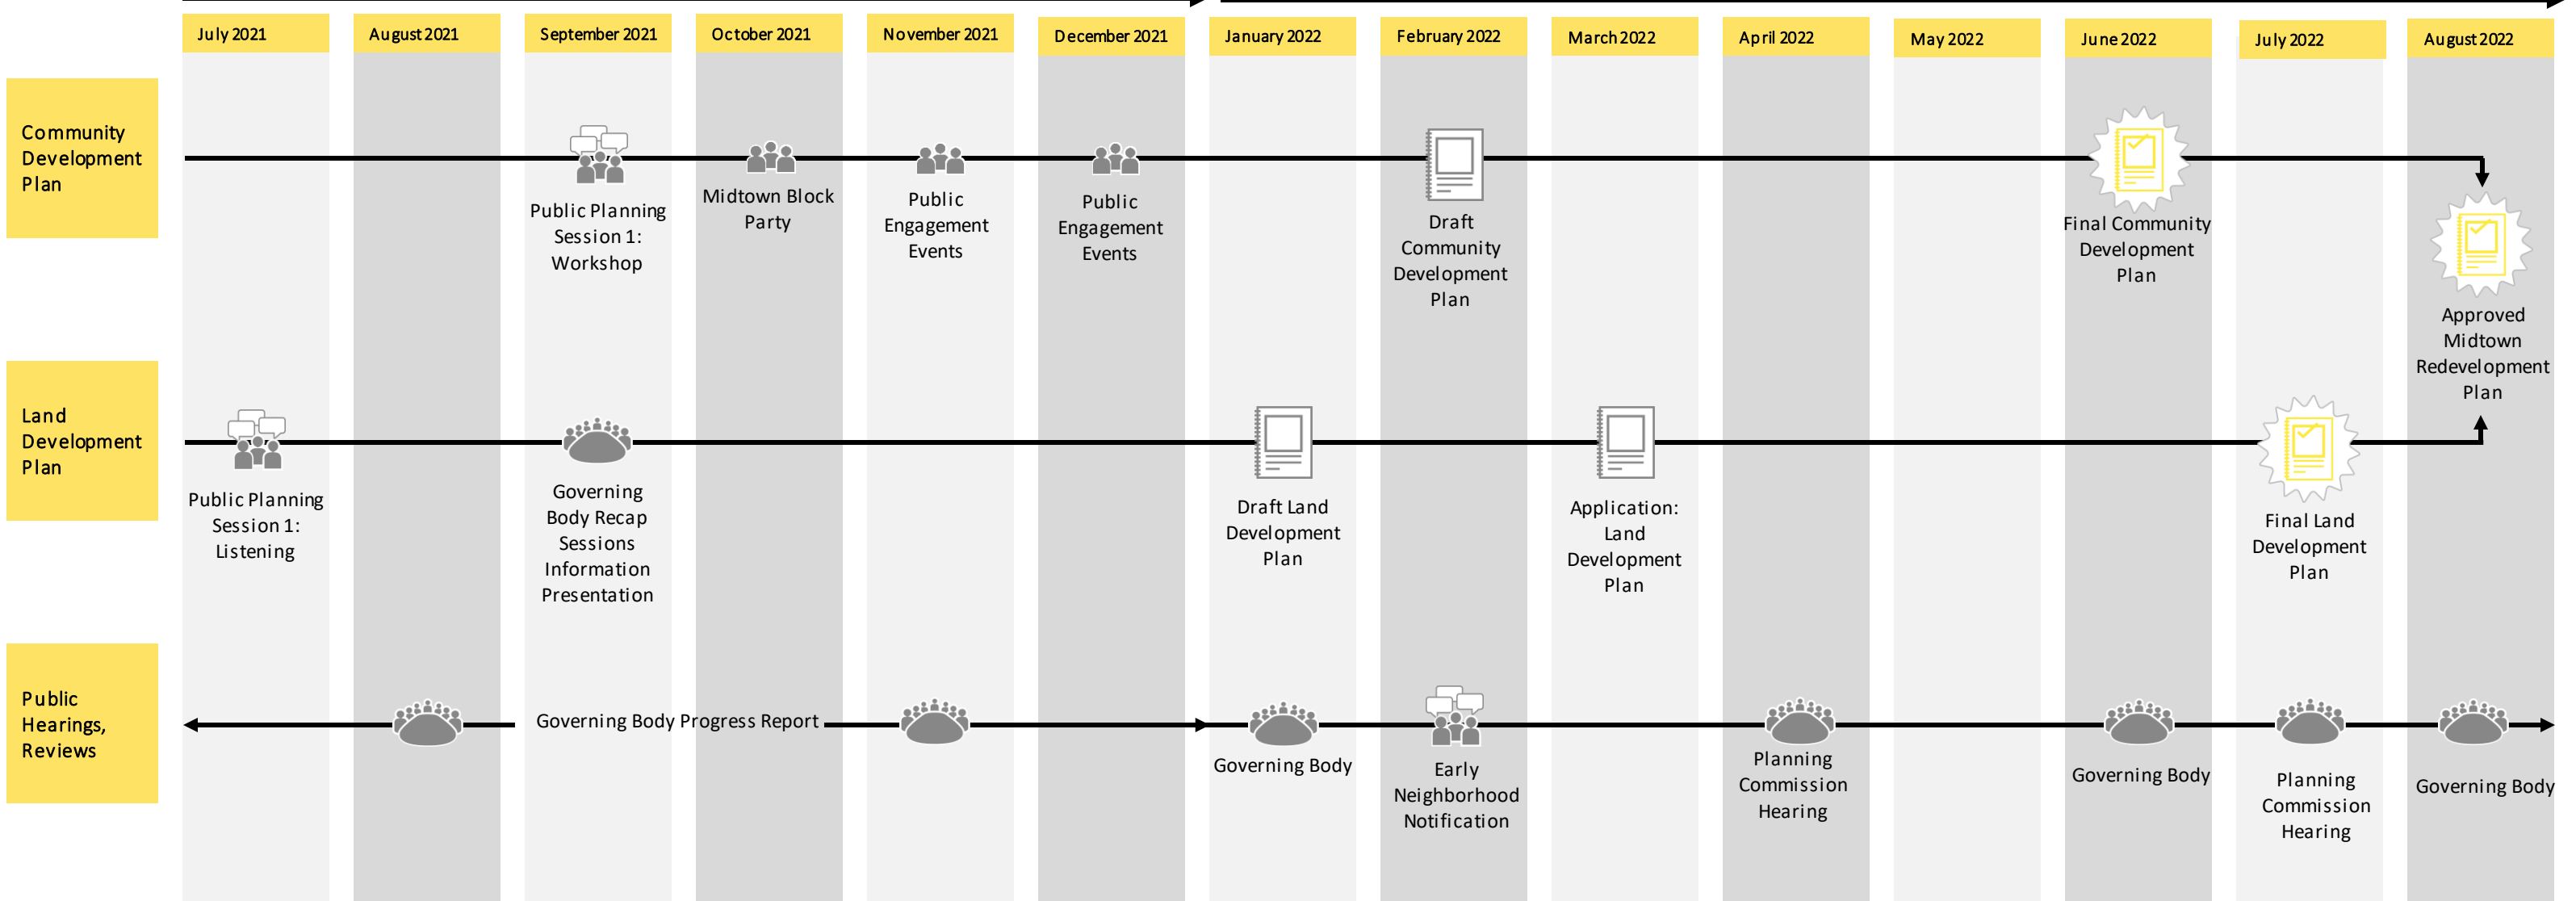 July 2021
August 2021
September 2021
October 2021
November 2021
December 2021
January 2022
February 2022
March 2022
April 2022
May 2022
June 2022
July 2022
August 2022
Community
Development
Plan
Public Planning
Session 1:
Workshop
Midtown Block
Party
Public
Engagement
Events
Public
Engagement
Events
Draft
Community
Development
Plan
Final Community
Development
Plan
Approved
Midtown
Redevelopment
Plan
Land
Development
Plan
Public Planning
Session 1:
Listening
Governing
Body Recap
Sessions
Information
Presentation
Draft Land
Development
Plan
Application:
Land
Development
Plan
Final Land
Development
Plan
Public
Hearings,
Reviews
Governing Body Progress Report
Governing Body
Early
Neighborhood
Notification
Planning
Commission
Hearing
Governing Body
Planning
Commission
Hearing
Governing Body